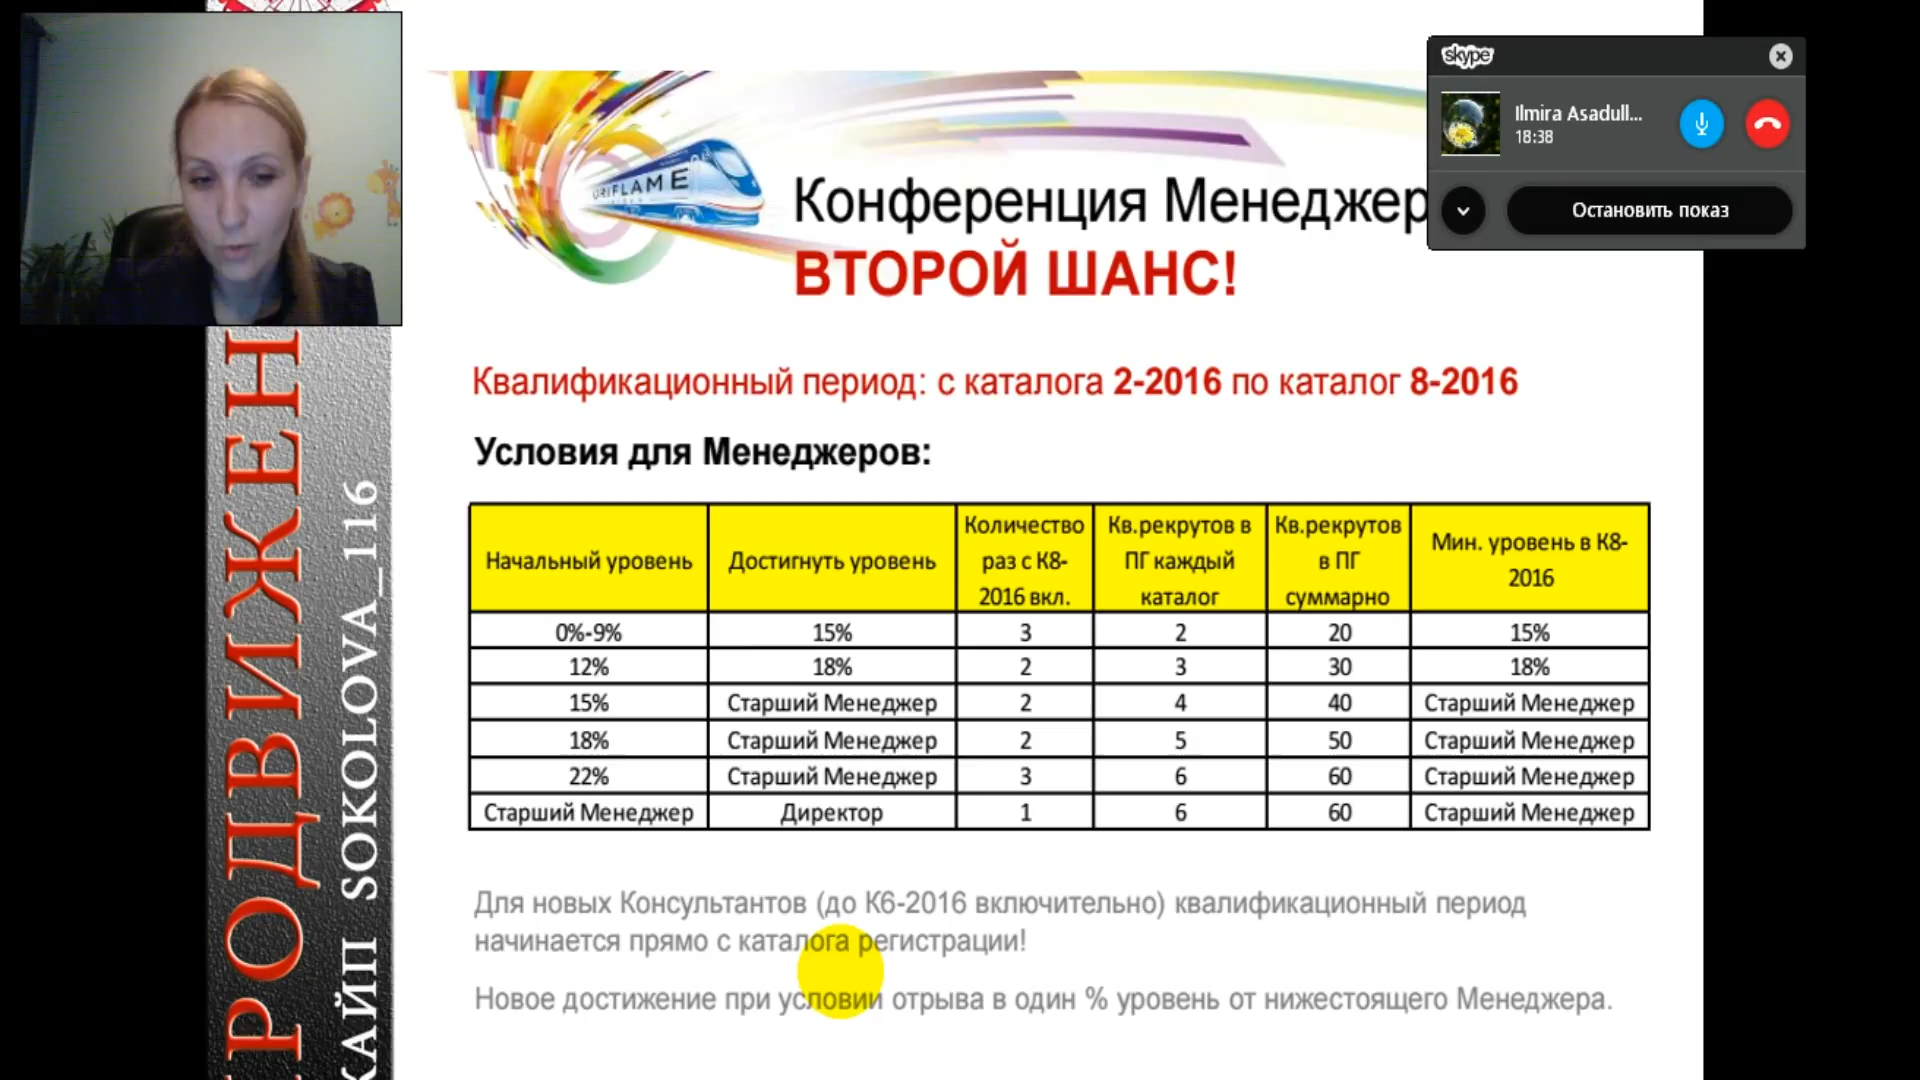 skype
Ilmira Asadull...
18:38
Остановить показ
ORIFLAME
Конференция Менеджер
ВТОРОЙ ШАНС!
Квалификационный период: с каталога 2-2016 по каталог 8-2016
Условия для Менеджеров:
Начальный уровень Достигнуть уровень Количество раз с К8-2016 вкл. Кв.рекрутов в ПГ каждый каталог Кв.рекрутов в ПГ суммарно Мин. уровень в К8-2016
0%-9% 15% 3 2 20 15%
12% 18% 2 3 30 18%
15% Старший Менеджер 2 4 40 Старший Менеджер
18% Старший Менеджер 2 5 50 Старший Менеджер
22% Старший Менеджер 3 6 60 Старший Менеджер
Старший Менеджер Директор 1 6 60 Старший Менеджер
Для новых Консультантов (до К6-2016 включительно) квалификационный период
начинается прямо с каталога регистрации!
Новое достижение при условии отрыва в один % уровень от нижестоящего Менеджера.
РОДВИЖЕН
КАЙП SOKOLOVA_116